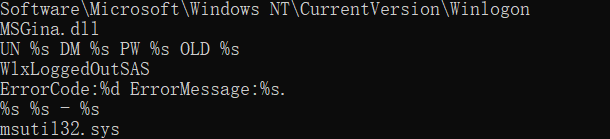 Software\Microsoft\Windows NT\CurrentVersion\Winlogon
MSGina.dll
UN %s DM %s PW %s OLD %s
WlxLoggedOutSAS
ErrorCode:%d ErrorMessage:%s.
%s %s - %s
msutil32.sys